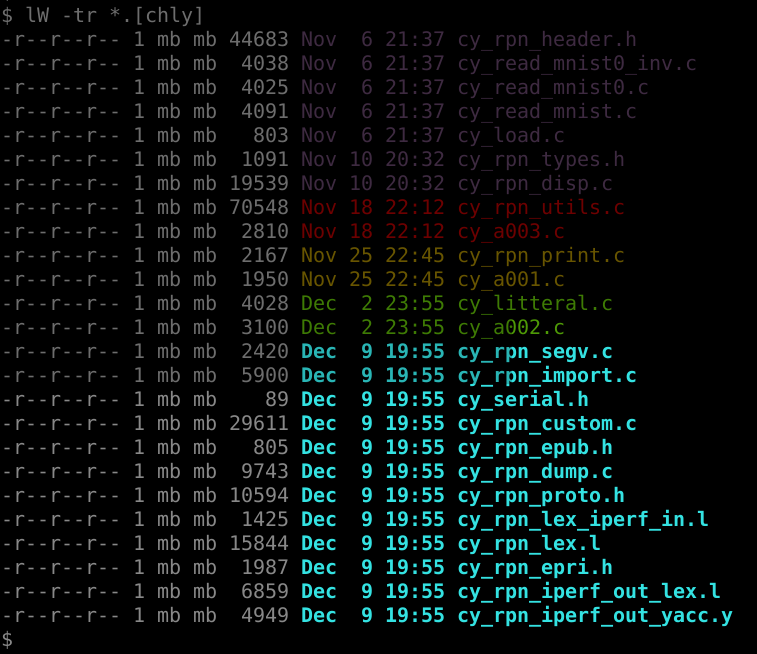 $ lW -tr *.[chly]
-r--r--r-- 1 mb mb 44683 Nov  6 21:37 cy_rpn_header.h
-r--r--r-- 1 mb mb  4038 Nov  6 21:37 cy_read_mnist0_inv.c
-r--r--r-- 1 mb mb  4025 Nov  6 21:37 cy_read_mnist0.c
-r--r--r-- 1 mb mb  4091 Nov  6 21:37 cy_read_mnist.c
-r--r--r-- 1 mb mb   803 Nov  6 21:37 cy_load.c
-r--r--r-- 1 mb mb  1091 Nov 10 20:32 cy_rpn_types.h
-r--r--r-- 1 mb mb 19539 Nov 10 20:32 cy_rpn_disp.c
-r--r--r-- 1 mb mb 70548 Nov 18 22:12 cy_rpn_utils.c
-r--r--r-- 1 mb mb  2810 Nov 18 22:12 cy_a003.c
-r--r--r-- 1 mb mb  2167 Nov 25 22:45 cy_rpn_print.c
-r--r--r-- 1 mb mb  1950 Nov 25 22:45 cy_a001.c
-r--r--r-- 1 mb mb  4028 Dec  2 23:55 cy_litteral.c
-r--r--r-- 1 mb mb  3100 Dec  2 23:55 cy_a002.c
-r--r--r-- 1 mb mb  2420 Dec  9 19:55 cy_rpn_segv.c
-r--r--r-- 1 mb mb  5900 Dec  9 19:55 cy_rpn_import.c
-r--r--r-- 1 mb mb    89 Dec  9 19:55 cy_serial.h
-r--r--r-- 1 mb mb 29611 Dec  9 19:55 cy_rpn_custom.c
-r--r--r-- 1 mb mb   805 Dec  9 19:55 cy_rpn_epub.h
-r--r--r-- 1 mb mb  9743 Dec  9 19:55 cy_rpn_dump.c
-r--r--r-- 1 mb mb 10594 Dec  9 19:55 cy_rpn_proto.h
-r--r--r-- 1 mb mb  1425 Dec  9 19:55 cy_rpn_lex_iperf_in.l
-r--r--r-- 1 mb mb 15844 Dec  9 19:55 cy_rpn_lex.l
-r--r--r-- 1 mb mb  1987 Dec  9 19:55 cy_rpn_epri.h
-r--r--r-- 1 mb mb  6859 Dec  9 19:55 cy_rpn_iperf_out_lex.l
-r--r--r-- 1 mb mb  4949 Dec  9 19:55 cy_rpn_iperf_out_yacc.y
$